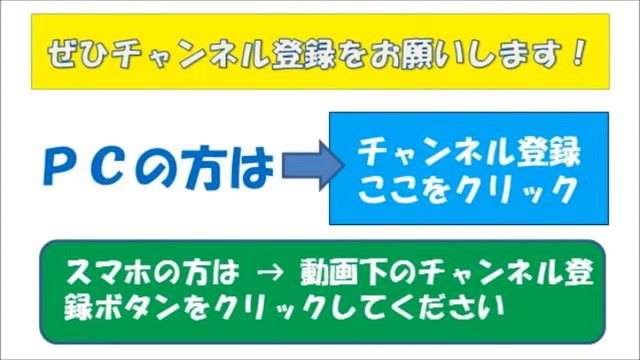 ぜひチャンネル登録をお願いします！
ＰＣの方は
チャンネル登録
ここをクリック
スマホの方は → 動画下のチャンネル登
録ボタンをクリックしてください